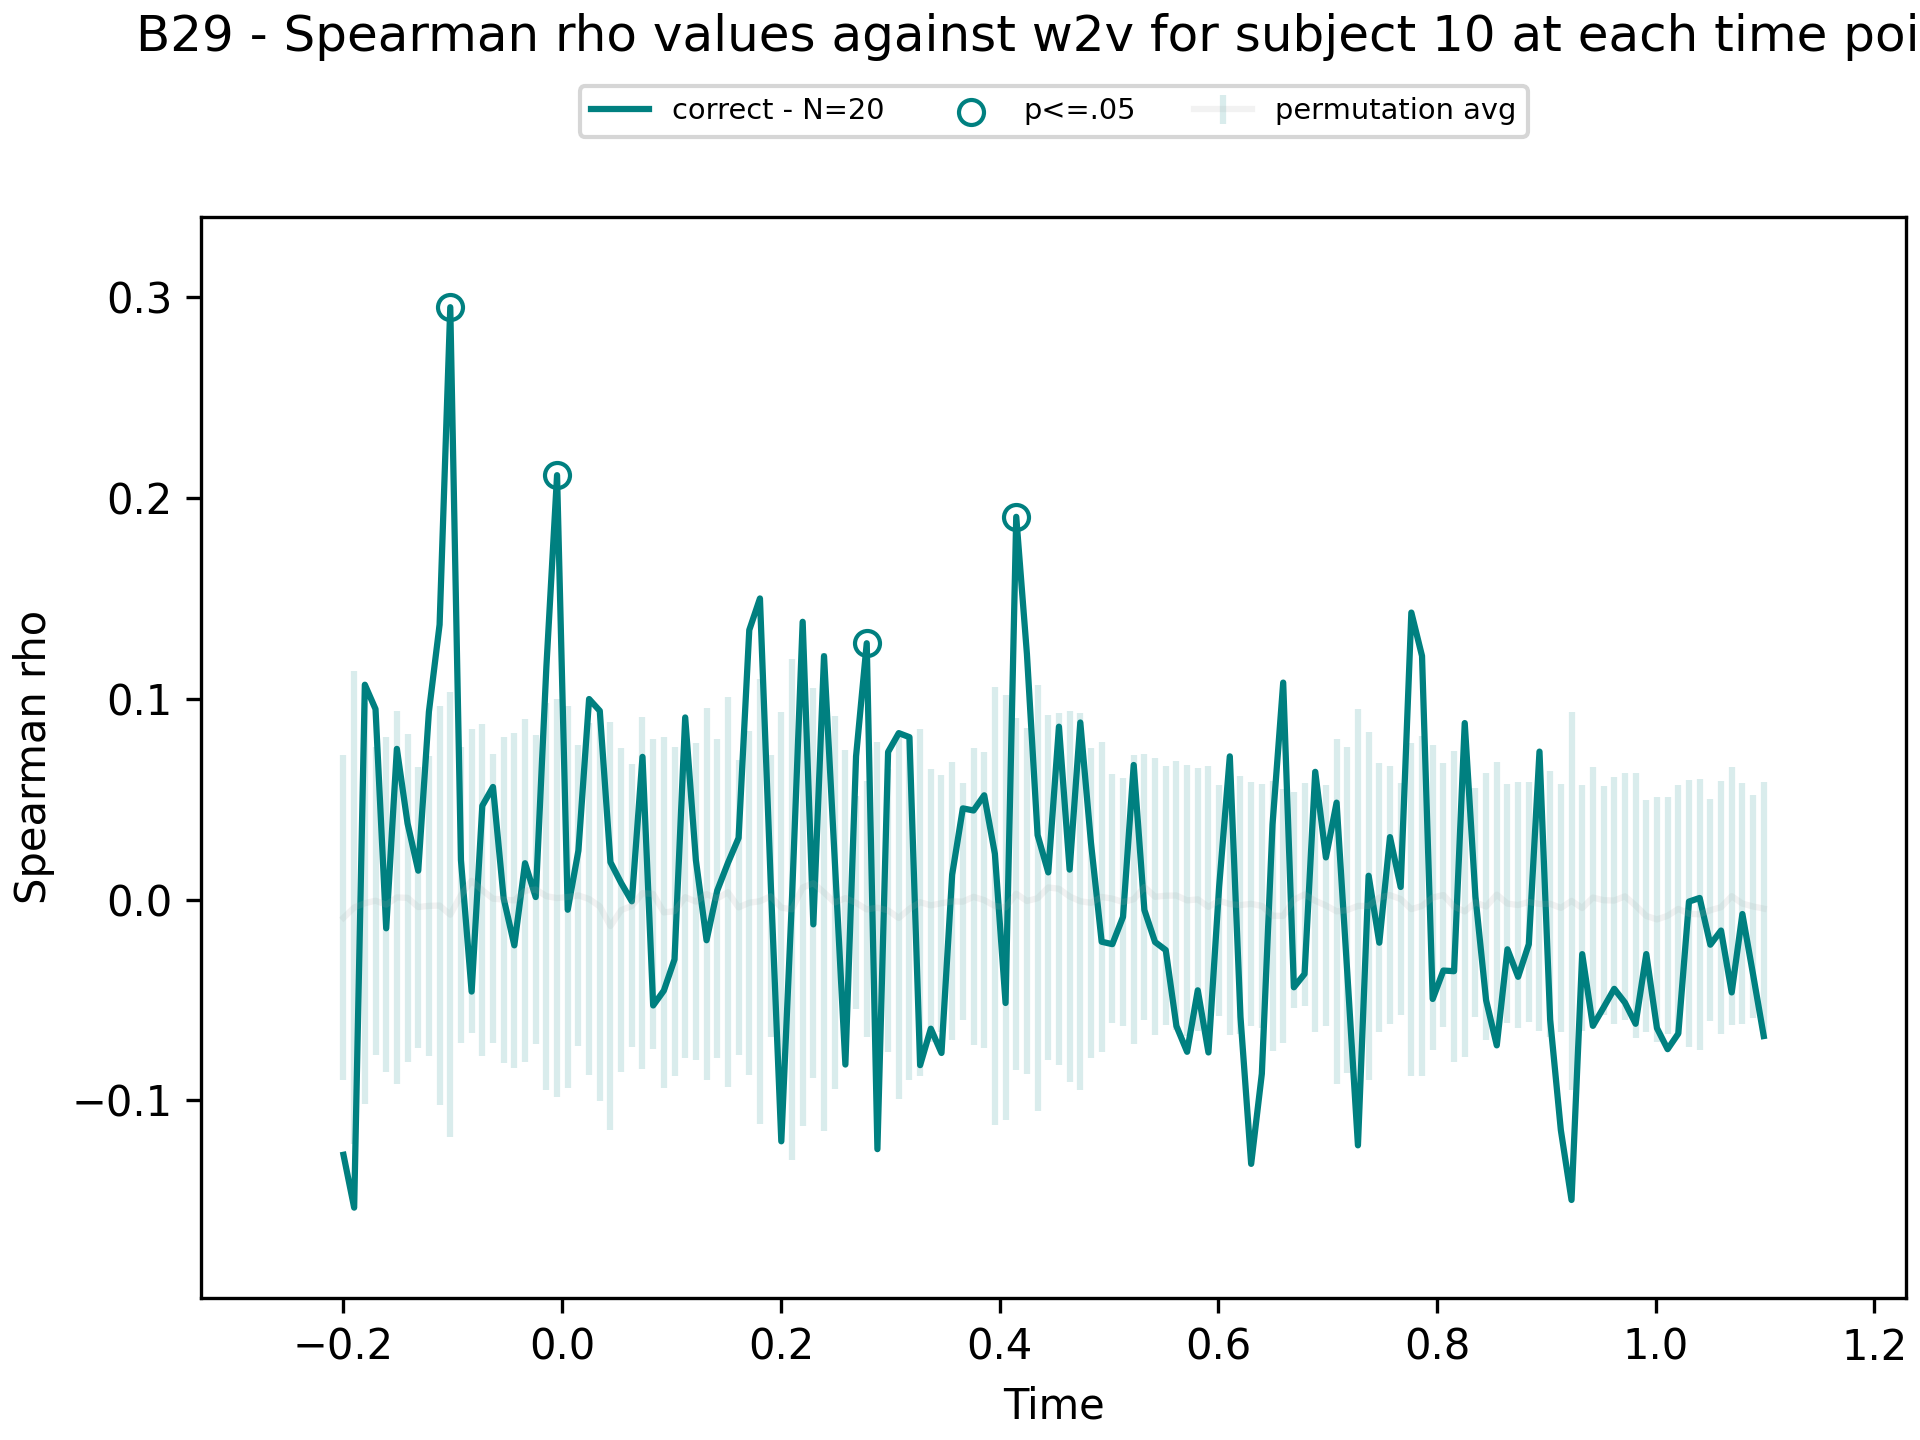 B29 - Spearman rho values against w2v for subject 10 at each time poi
correct - N=20 p<=.05 permutation avg
Spearman rho
0.3
0.2
0.1
0.0
−0.1
−0.2 0.0 0.2 0.4 0.6 0.8 1.0 1.2
Time